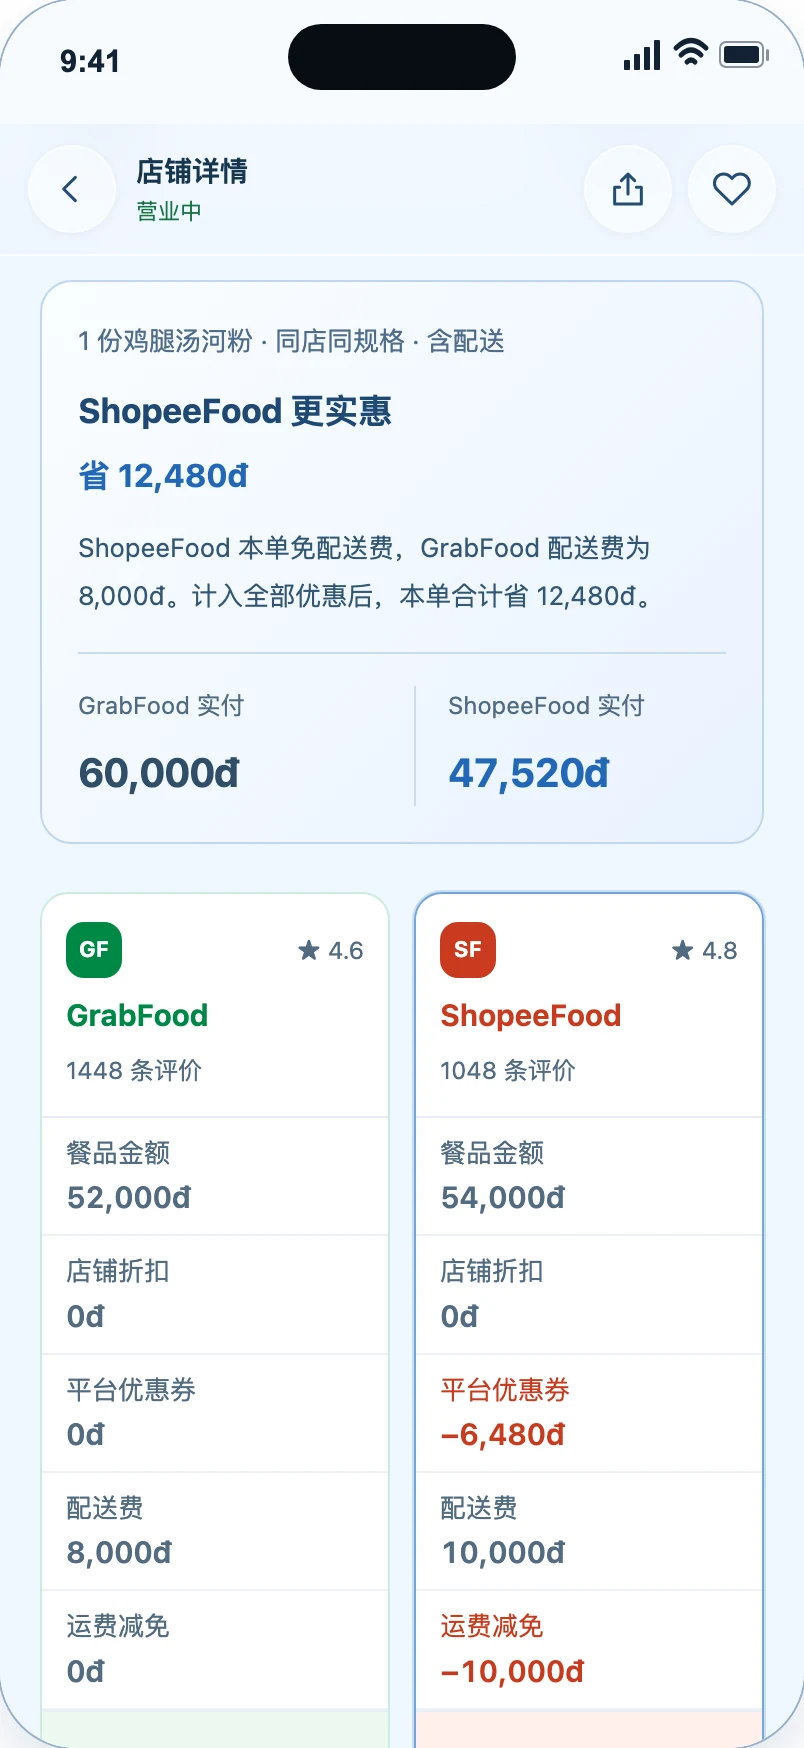 9:41
店铺详情
营业中
1 份鸡腿汤河粉 · 同店同规格 · 含配送
ShopeeFood 更实惠
省 12,480đ
ShopeeFood 本单免配送费，GrabFood 配送费为
8,000đ。计入全部优惠后，本单合计省 12,480đ。
GrabFood 实付
60,000đ
ShopeeFood 实付
47,520đ
GF
★ 4.6
GrabFood
1448 条评价
餐品金额
52,000đ
店铺折扣
0đ
平台优惠券
0đ
配送费
8,000đ
运费减免
0đ
SF
★ 4.8
ShopeeFood
1048 条评价
餐品金额
54,000đ
店铺折扣
0đ
平台优惠券
−6,480đ
配送费
10,000đ
运费减免
−10,000đ